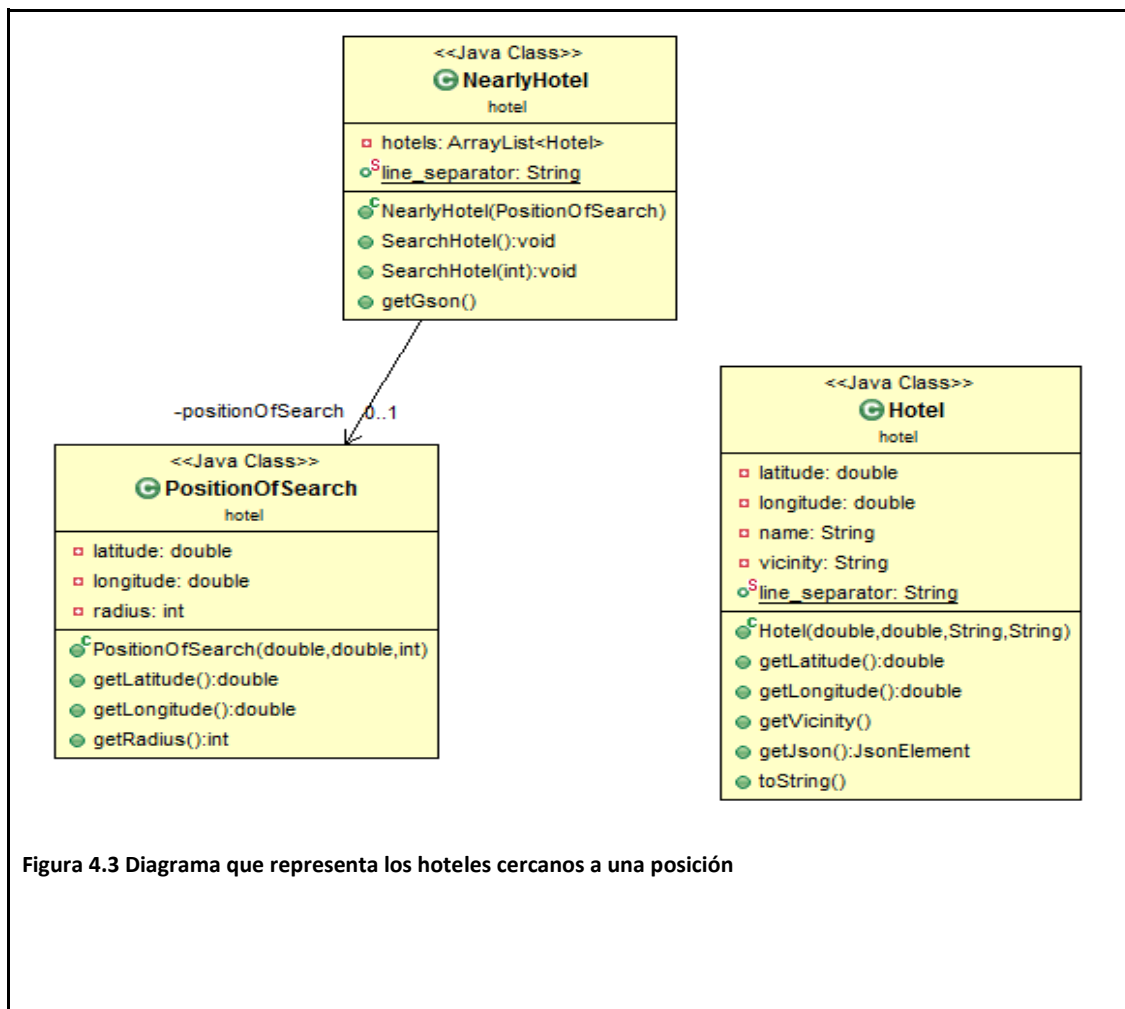 <<Java Class>>
NearlyHotel
hotel
hotels: ArrayList<Hotel>
line_separator: String
NearlyHotel(PositionOfSearch)
SearchHotel():void
SearchHotel(int):void
getGson()
-positionOfSearch 0..1
<<Java Class>>
PositionOfSearch
hotel
latitude: double
longitude: double
radius: int
PositionOfSearch(double,double,int)
getLatitude():double
getLongitude():double
getRadius():int
<<Java Class>>
Hotel
hotel
latitude: double
longitude: double
name: String
vicinity: String
line_separator: String
Hotel(double,double,String,String)
getLatitude():double
getLongitude():double
getVicinity()
getJson():JsonElement
toString()
Figura 4.3 Diagrama que representa los hoteles cercanos a una posición